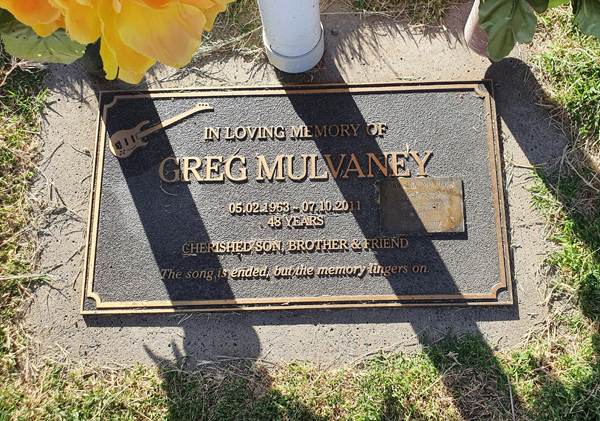 IN LOVING MEMORY OF
GREG MULVANEY
05.02.1963 - 07.10.2011
48 YEARS
CHERISHED SON, BROTHER & FRIEND
The song is ended, but the memory lingers on